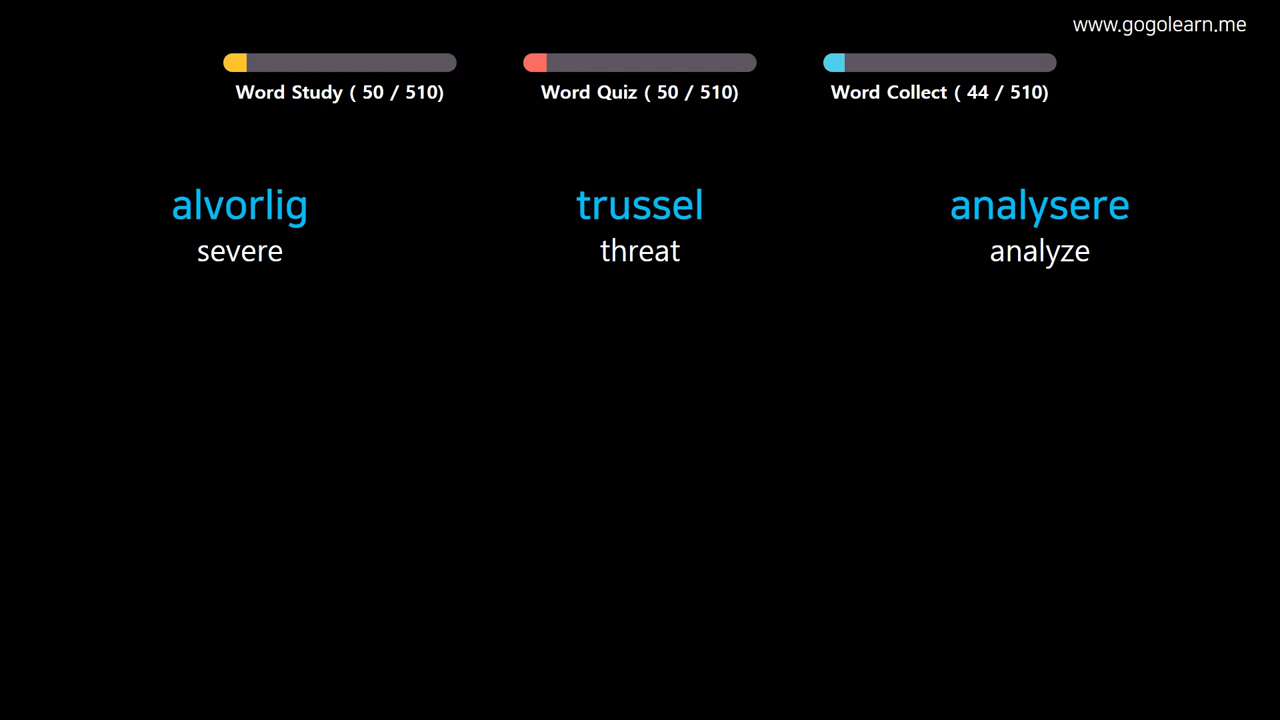 www.gogolearn.me
Word Study ( 50 / 510)
Word Quiz ( 50 / 510)
Word Collect ( 44 / 510)
alvorlig
severe
trussel
threat
analysere
analyze